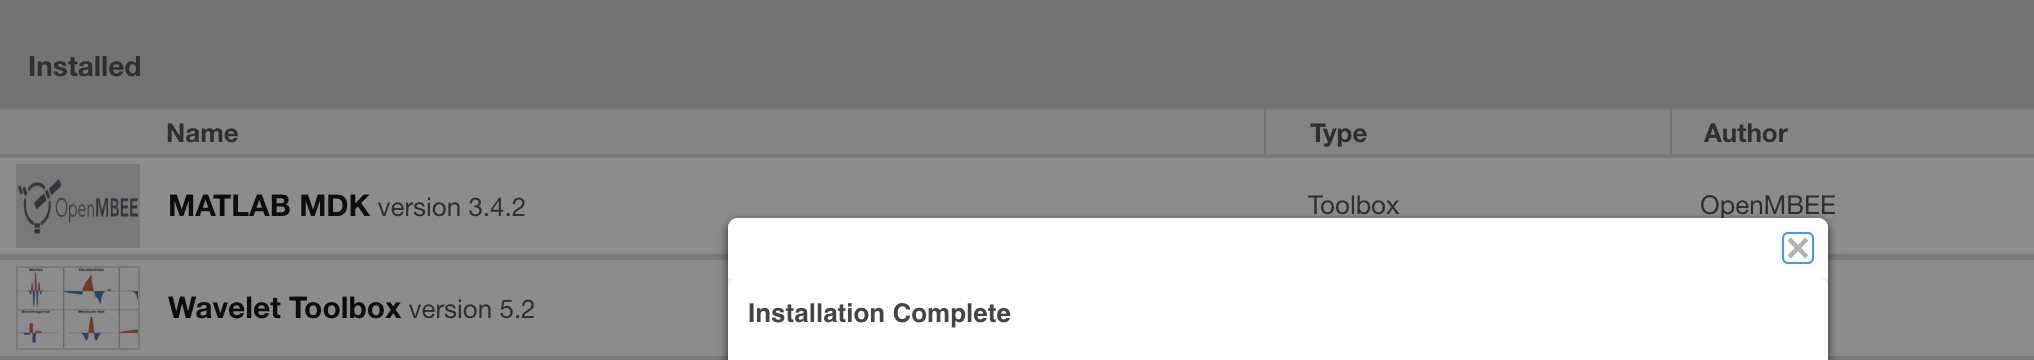 Installed
Name Type Author
OpenMBEE
MATLAB MDK version 3.4.2 Toolbox OpenMBEE
Wavelet Toolbox version 5.2
Installation Complete